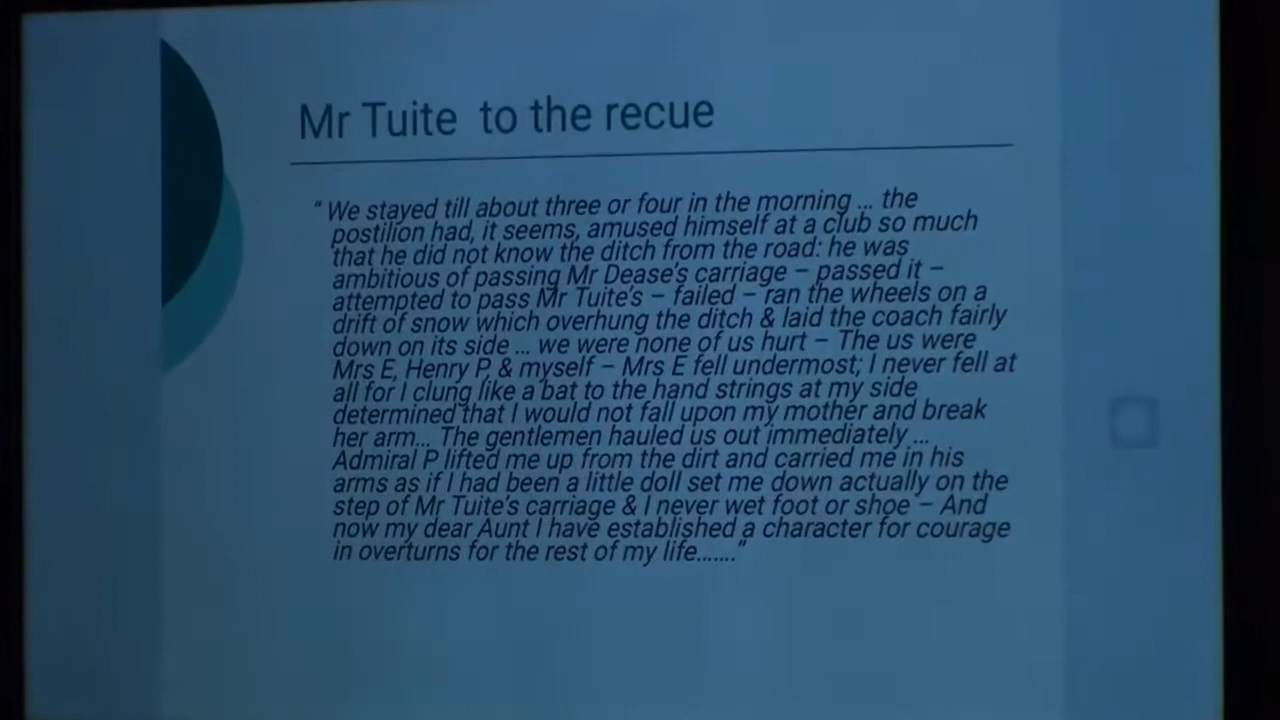 Mr Tuite to the recue
“ We stayed till about three or four in the morning ... the
postilion had, it seems, amused himself at a club so much
that he did not know the ditch from the road: he was
ambitious of passing Mr Dease’s carriage – passed it –
attempted to pass Mr Tuite’s – failed – ran the wheels on a
drift of snow which overhung the ditch & laid the coach fairly
down on its side ... we were none of us hurt – The us were
Mrs E, Henry P, & myself – Mrs E fell undermost; I never fell at
all for I clung like a bat to the hand strings at my side
determined that I would not fall upon my mother and break
her arm... The gentlemen hauled us out immediately ...
Admiral P lifted me up from the dirt and carried me in his
arms as if I had been a little doll set me down actually on the
step of Mr Tuite’s carriage & I never wet foot or shoe – And
now my dear Aunt I have established a character for courage
in overturns for the rest of my life.......”